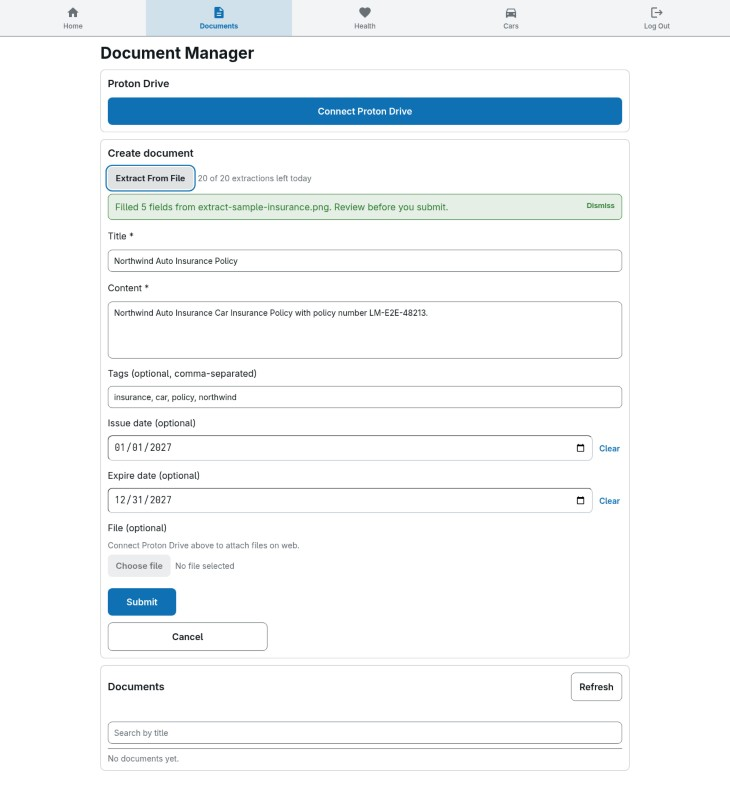 Home
Documents
Health
Cars
Log Out
Document Manager
Proton Drive
Connect Proton Drive
Create document
Extract From File
20 of 20 extractions left today
Filled 5 fields from extract-sample-insurance.png. Review before you submit.
Dismiss
Title *
Northwind Auto Insurance Policy
Content *
Northwind Auto Insurance Car Insurance Policy with policy number LM-E2E-48213.
Tags (optional, comma-separated)
insurance, car, policy, northwind
Issue date (optional)
01/01/2027
Clear
Expire date (optional)
12/31/2027
Clear
File (optional)
Connect Proton Drive above to attach files on web.
Choose file
No file selected
Submit
Cancel
Documents
Refresh
Search by title
No documents yet.